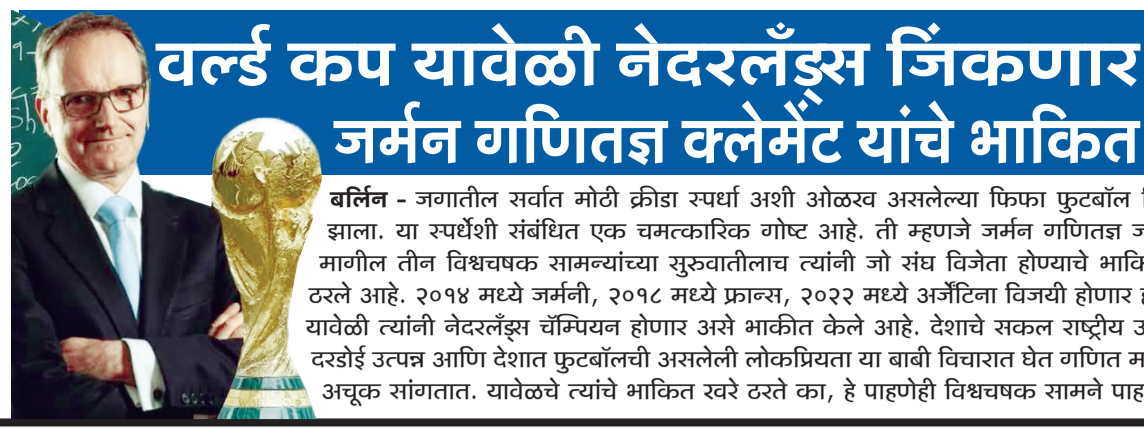 वर्ल्ड कप यावेळी नेदरलँड्स जिंकणार
जर्मन गणितज्ञ क्लेमेंट यांचे भाकित
बर्लिन - जगातील सर्वात मोठी क्रीडा स्पर्धा अशी ओळख असलेल्या फिफा फुटबॉल
झाला. या स्पर्धेशी संबंधित एक चमत्कारिक गोष्ट आहे. ती म्हणजे जर्मन गणितज्ञ
मागील तीन विश्वचषक सामन्यांच्या सुरुवातीलाच त्यांनी जो संघ विजेता होण्याचे
ठरले आहे. २०१४ मध्ये जर्मनी, २०१८ मध्ये फ्रान्स, २०२२ मध्ये अर्जेंटिना विजयी होणार
यावेळी त्यांनी नेदरलँड्स चॅम्पियन होणार असे भाकीत केले आहे. देशाचे सकल राष्ट्रीय
दरडोई उत्पन्न आणि देशात फुटबॉलची असलेली लोकप्रियता या बाबी विचारात घेत गणित
अचूक सांगतात. यावेळचे त्यांचे भाकित खरे ठरते का, हे पाहणेही विश्वचषक सामने